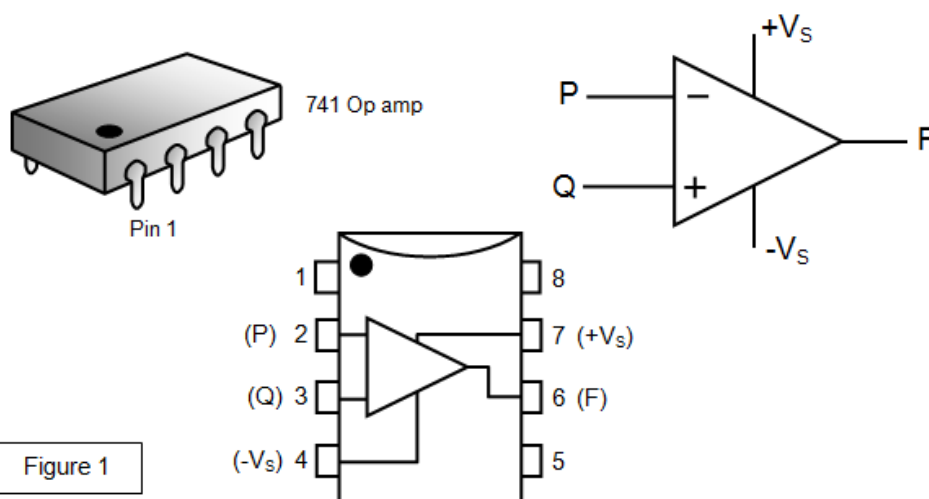 741 Op amp
Pin 1
+VS
P −
F
Q +
-VS
1 8
(P) 2 7 (+VS)
(Q) 3 6 (F)
(-VS) 4 5
Figure 1